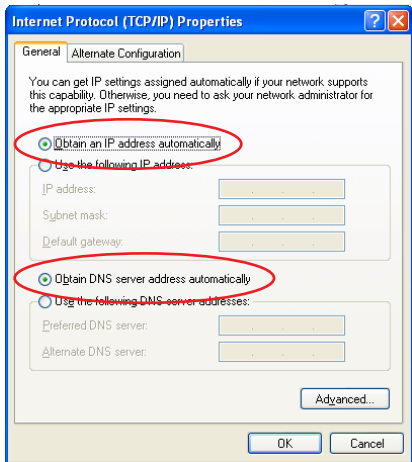 Internet Protocol (TCP/IP) Properties
General Alternate Configuration
You can get IP settings assigned automatically if your network supports
this capability. Otherwise, you need to ask your network administrator for
the appropriate IP settings.
Obtain an IP address automatically
Use the following IP address:
IP address:
Subnet mask:
Default gateway:
Obtain DNS server address automatically
Use the following DNS server addresses:
Preferred DNS server:
Alternate DNS server:
Advanced...
OK Cancel